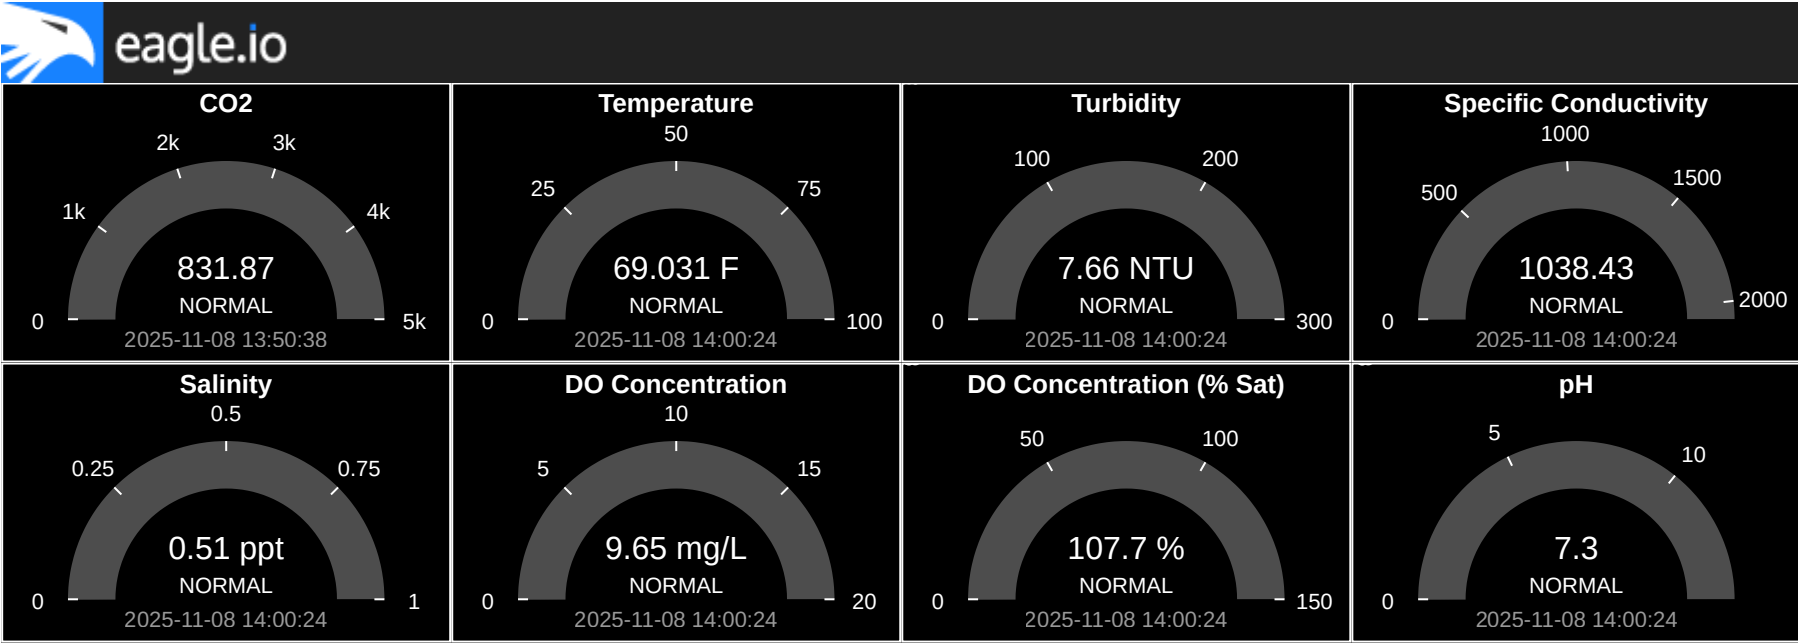 eagle.io
CO2
2k
3k
1k
4k
831.87
NORMAL
0
5k
2025-11-08 13:50:38
Temperature
50
25
75
69.031 F
NORMAL
0
100
2025-11-08 14:00:24
Turbidity
100
200
7.66 NTU
NORMAL
0
300
2025-11-08 14:00:24
Specific Conductivity
1000
1500
500
1038.43
2000
NORMAL
0
2025-11-08 14:00:24
Salinity
0.5
0.25
0.75
0.51 ppt
NORMAL
0
1
2025-11-08 14:00:24
DO Concentration
10
5
15
9.65 mg/L
NORMAL
0
20
2025-11-08 14:00:24
DO Concentration (% Sat)
50
100
107.7 %
NORMAL
0
150
2025-11-08 14:00:24
pH
5
10
7.3
NORMAL
0
2025-11-08 14:00:24